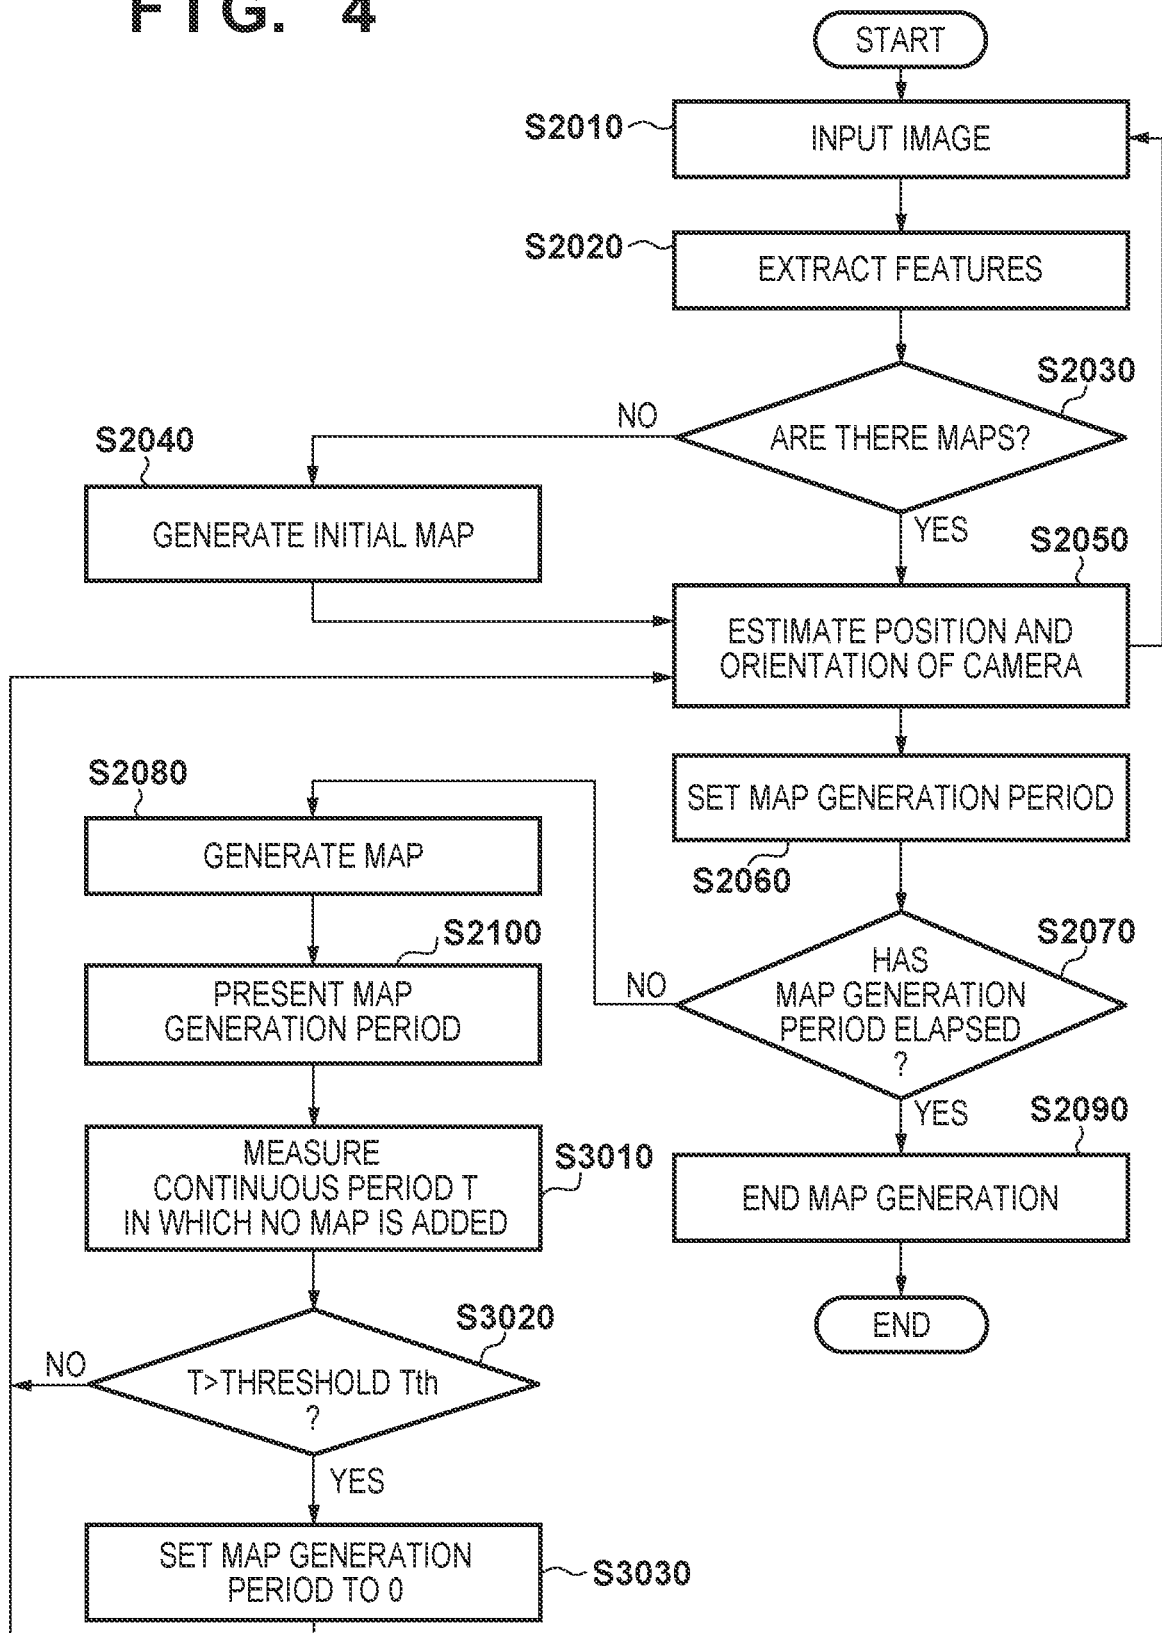 FIG. 4
START
S2010
INPUT IMAGE
S2020
EXTRACT FEATURES
S2030
ARE THERE MAPS?
NO
YES
S2040
GENERATE INITIAL MAP
S2050
ESTIMATE POSITION AND
ORIENTATION OF CAMERA
SET MAP GENERATION PERIOD
S2060
S2070
HAS
MAP GENERATION
PERIOD ELAPSED
?
NO
YES
S2080
GENERATE MAP
S2100
PRESENT MAP
GENERATION PERIOD
S2090
END MAP GENERATION
END
MEASURE
CONTINUOUS PERIOD T
IN WHICH NO MAP IS ADDED
S3010
S3020
T>THRESHOLD Tth
?
NO
YES
SET MAP GENERATION
PERIOD TO 0
S3030